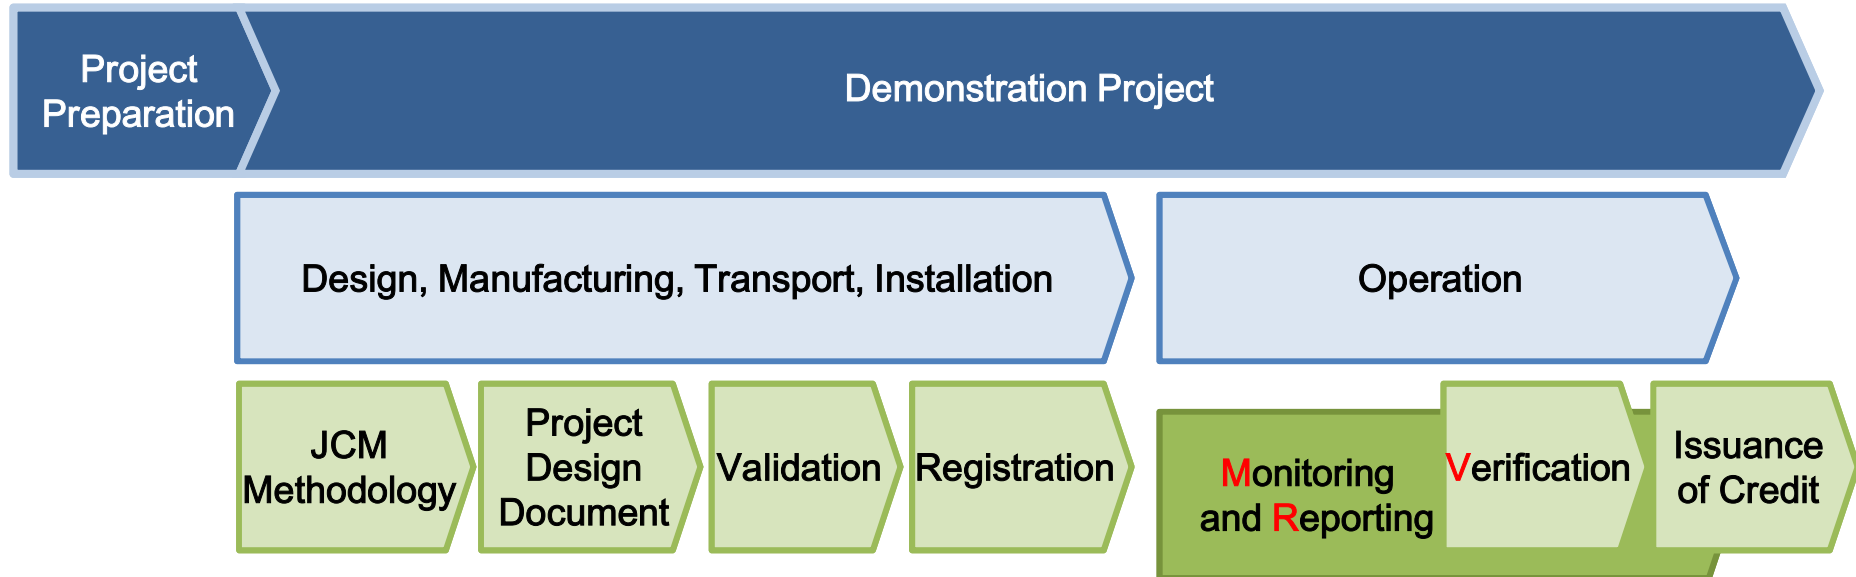 Project
Preparation
Demonstration Project
Design, Manufacturing, Transport, Installation
Operation
JCM
Methodology
Project
Design
Document
Validation
Registration
Monitoring
and Reporting
Verification
Issuance
of Credit